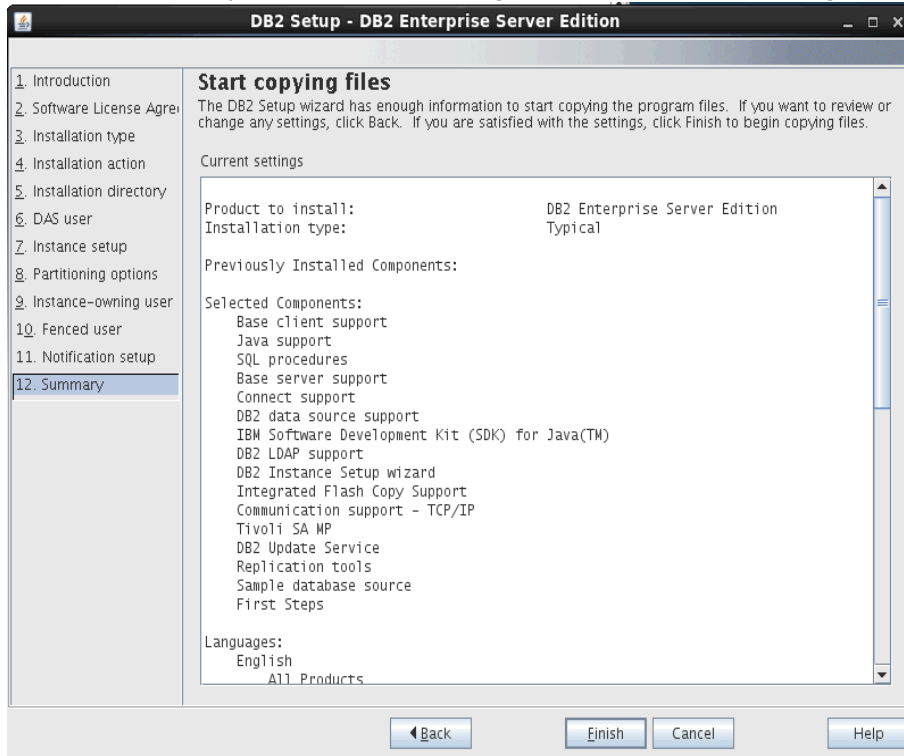 DB2 Setup - DB2 Enterprise Server Edition
1. Introduction
2. Software License Agre
3. Installation type
4. Installation action
5. Installation directory
6. DAS user
7. Instance setup
8. Partitioning options
9. Instance-owning user
10. Fenced user
11. Notification setup
12. Summary
Start copying files
The DB2 Setup wizard has enough information to start copying the program files. If you want to review or
change any settings, click Back. If you are satisfied with the settings, click Finish to begin copying files.
Current settings
Product to install: DB2 Enterprise Server Edition
Installation type: Typical
Previously Installed Components:
Selected Components:
Base client support
Java support
SQL procedures
Base server support
Connect support
DB2 data source support
IBM Software Development Kit (SDK) for Java(TM)
DB2 LDAP support
DB2 Instance Setup wizard
Integrated Flash Copy Support
Communication support - TCP/IP
Tivoli SA MP
DB2 Update Service
Replication tools
Sample database source
First Steps
Languages:
English
All Products
Back
Finish
Cancel
Help